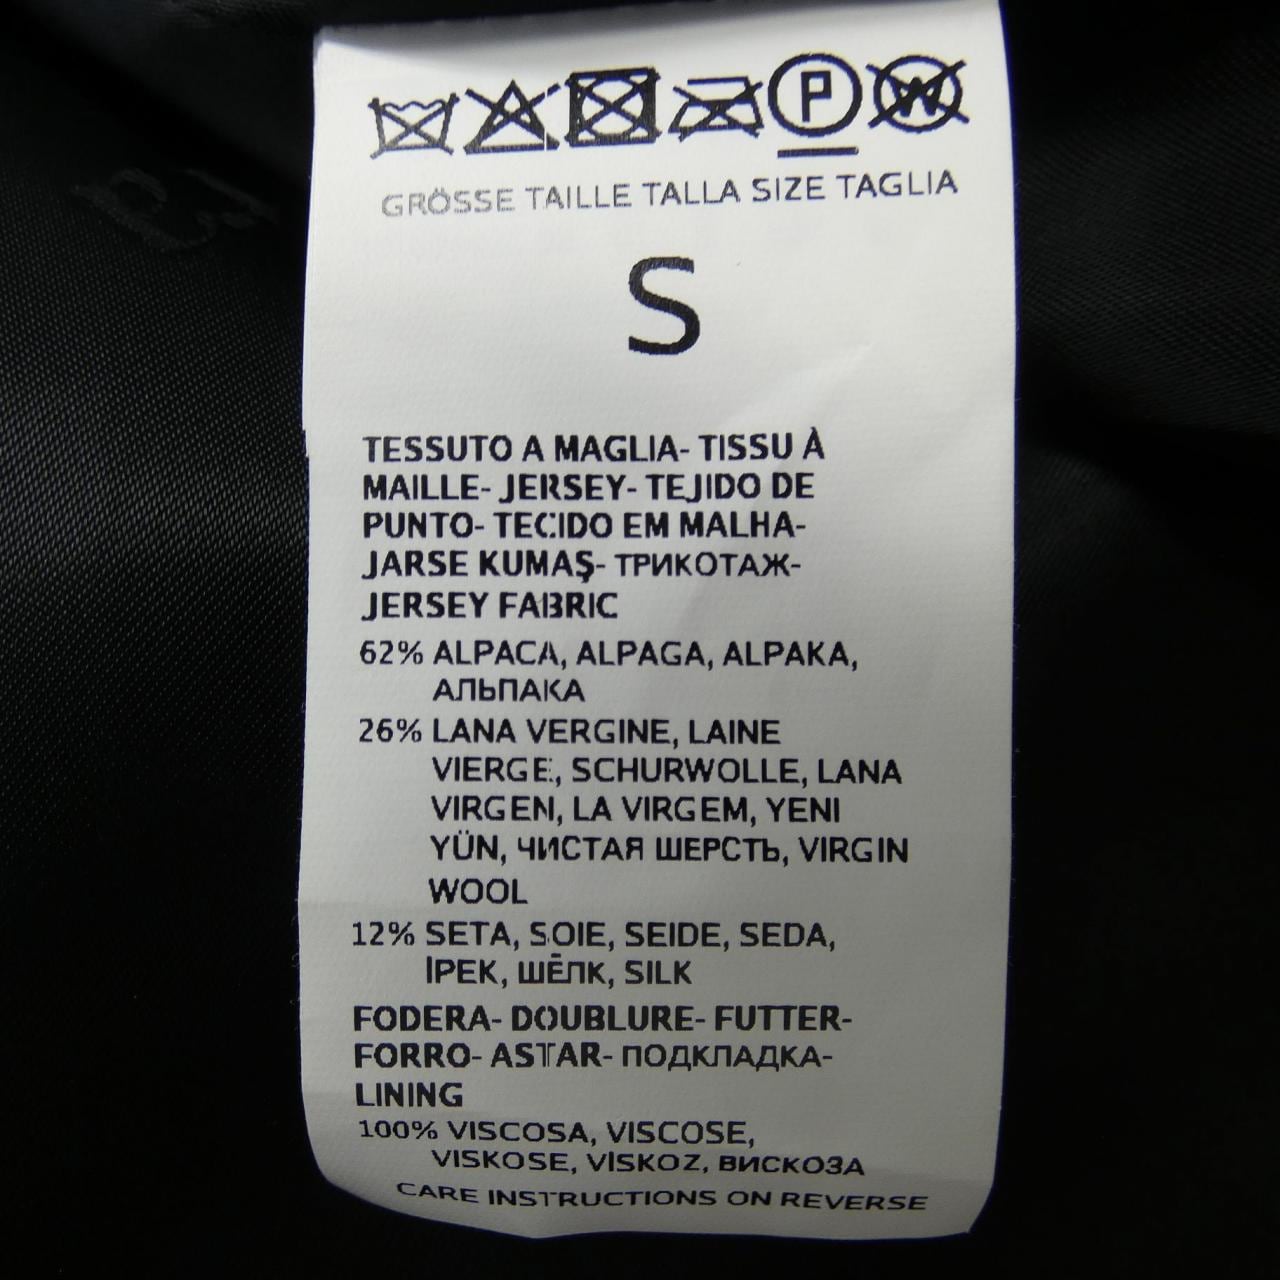 P W
GRÖSSE TAILLE TALLA SIZE TAGLIA
S
TESSUTO A MAGLIA- TISSU À
MAILLE- JERSEY- TEJIDO DE
PUNTO- TECIDO EM MALHA-
JARSE KUMAŞ- ТРИКОТАЖ-
JERSEY FABRIC
62% ALPACA, ALPAGA, ALPAKA,
АЛЬПАКА
26% LANA VERGINE, LAINE
VIERGE, SCHURWOLLE, LANA
VIRGEN, LA VIRGEM, YENI
YÜN, ЧИСТАЯ ШЕРСТЬ, VIRGIN
WOOL
12% SETA, SOIE, SEIDE, SEDA,
İPEK, ШЁЛК, SILK
FODERA- DOUBLURE- FUTTER-
FORRO- ASTAR- ПОДКЛАДКА-
LINING
100% VISCOSA, VISCOSE,
VISKOSE, VİSKOZ, ВИСКОЗА
CARE INSTRUCTIONS ON REVERSE